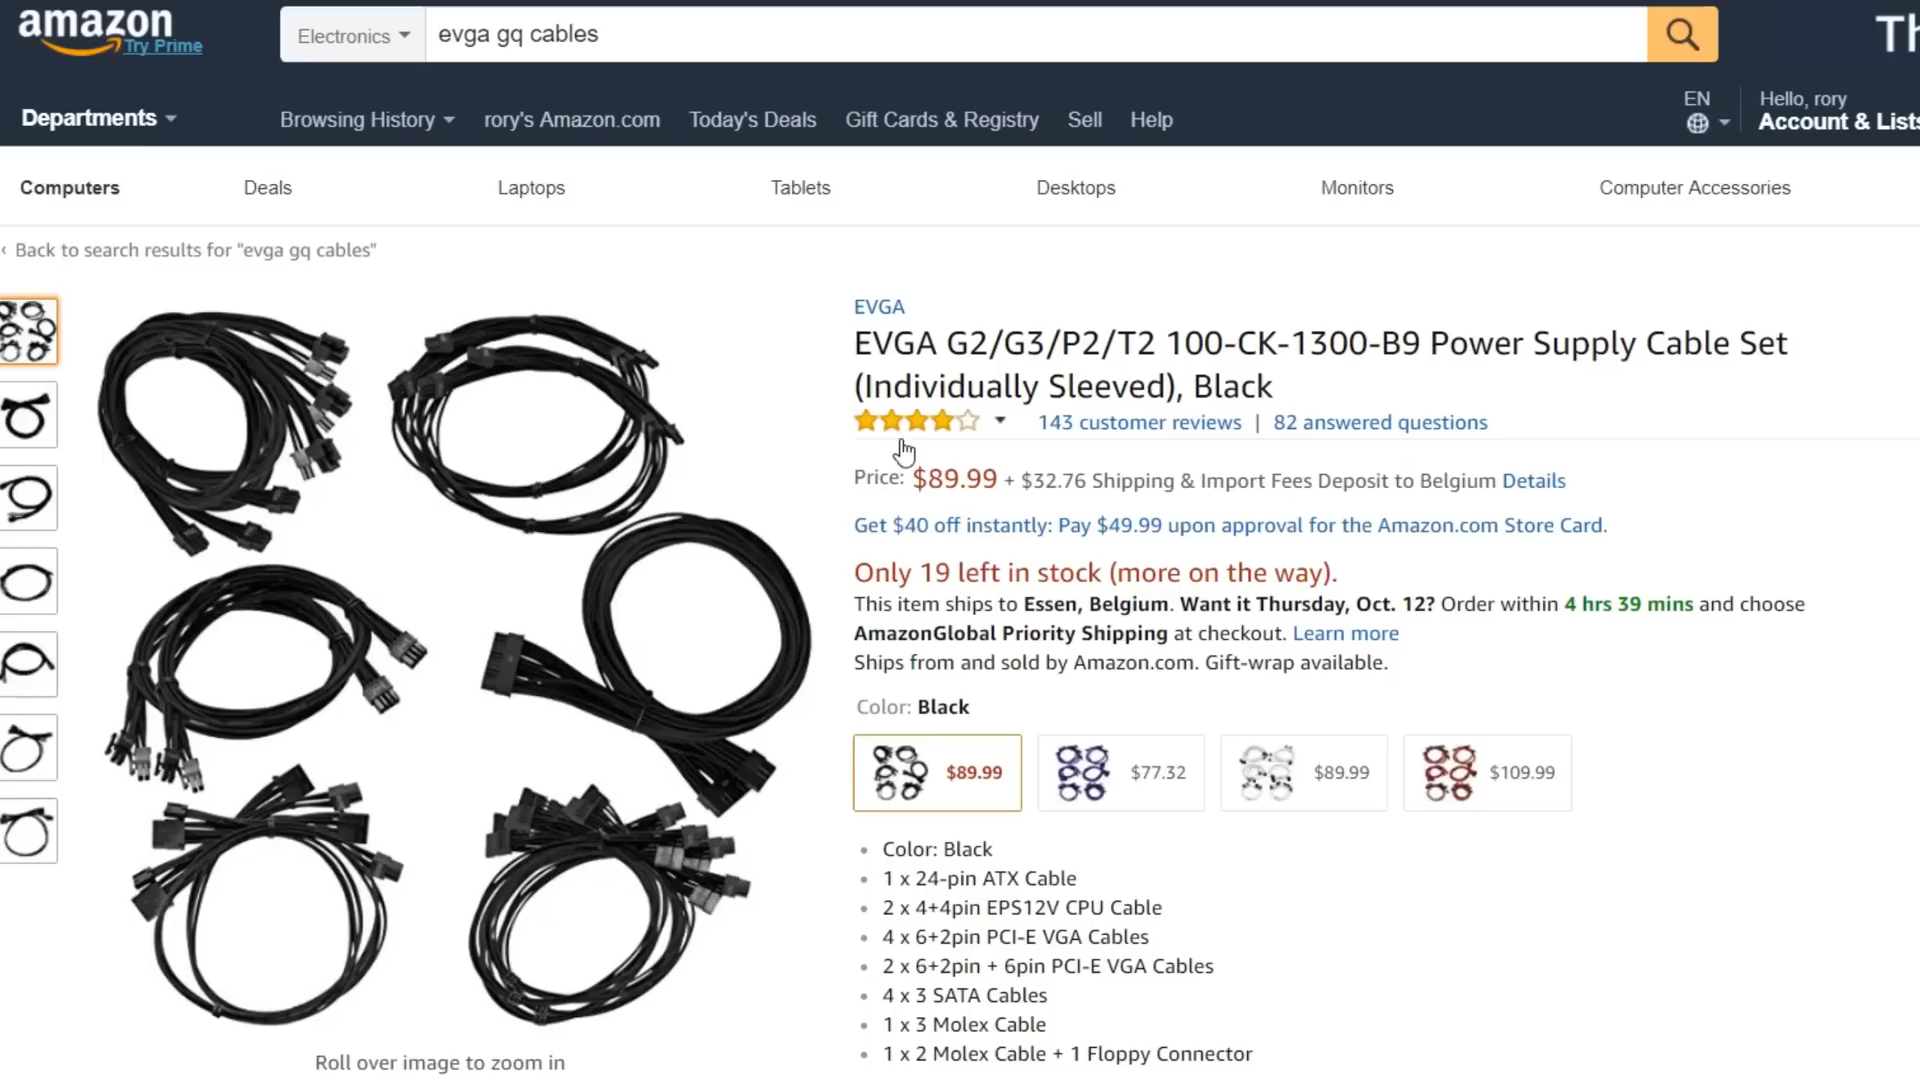 amazon
Try Prime
Electronics
evga gq cables
Th
Departments
Browsing History
rory's Amazon.com
Today's Deals
Gift Cards & Registry
Sell
Help
EN
Hello, rory
Account & Lists
Computers
Deals
Laptops
Tablets
Desktops
Monitors
Computer Accessories
‹ Back to search results for "evga gq cables"
EVGA
EVGA G2/G3/P2/T2 100-CK-1300-B9 Power Supply Cable Set
(Individually Sleeved), Black
143 customer reviews | 82 answered questions
Price: $89.99 + $32.76 Shipping & Import Fees Deposit to Belgium Details
Get $40 off instantly: Pay $49.99 upon approval for the Amazon.com Store Card.
Only 19 left in stock (more on the way).
This item ships to Essen, Belgium. Want it Thursday, Oct. 12? Order within 4 hrs 39 mins and choose
AmazonGlobal Priority Shipping at checkout. Learn more
Ships from and sold by Amazon.com. Gift-wrap available.
Color: Black
$89.99
$77.32
$89.99
$109.99
• Color: Black
• 1 x 24-pin ATX Cable
• 2 x 4+4pin EPS12V CPU Cable
• 4 x 6+2pin PCI-E VGA Cables
• 2 x 6+2pin + 6pin PCI-E VGA Cables
• 4 x 3 SATA Cables
• 1 x 3 Molex Cable
• 1 x 2 Molex Cable + 1 Floppy Connector
Roll over image to zoom in